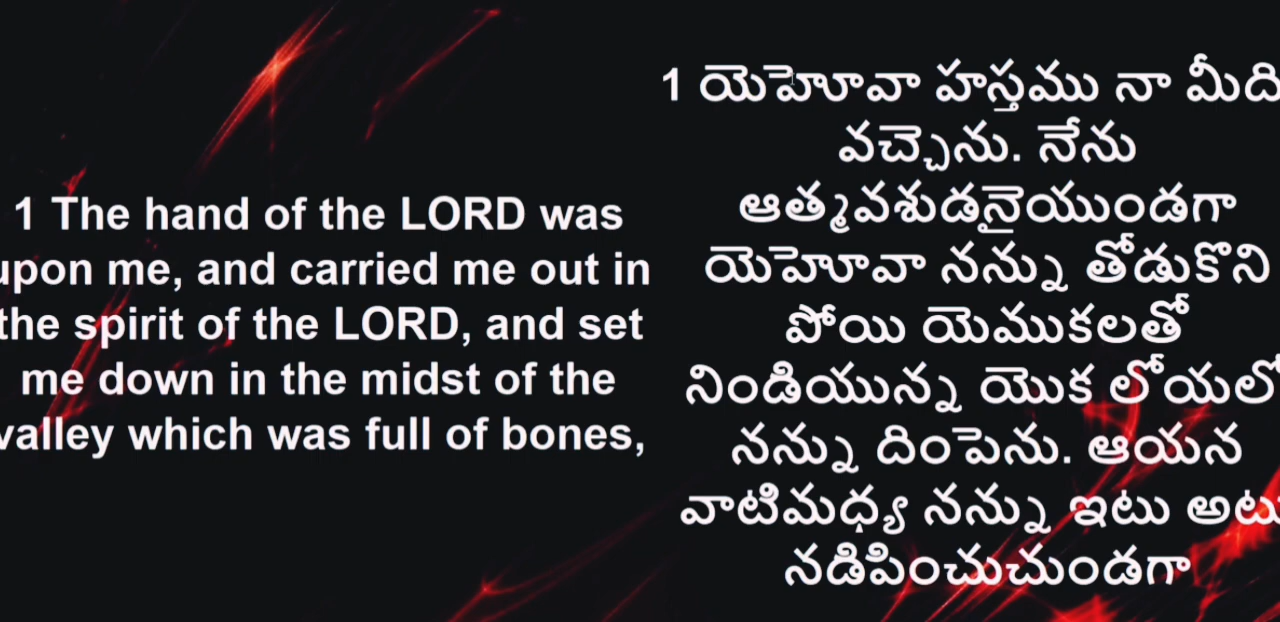 1 The hand of the LORD was
upon me, and carried me out in
the spirit of the LORD, and set
me down in the midst of the
valley which was full of bones,
1 యెహెూవా హస్తము నా మీది
వచ్చెను. నేను
ఆత్మవశుడనైయుండగా
యెహెూవా నన్ను తోడుకొని
పోయి యెముకలతో
నిండియున్న యొక లోయలో
నన్ను దింపెను. ఆయన
వాటిమధ్య నన్ను ఇటు అటు
నడిపించుచుండగా